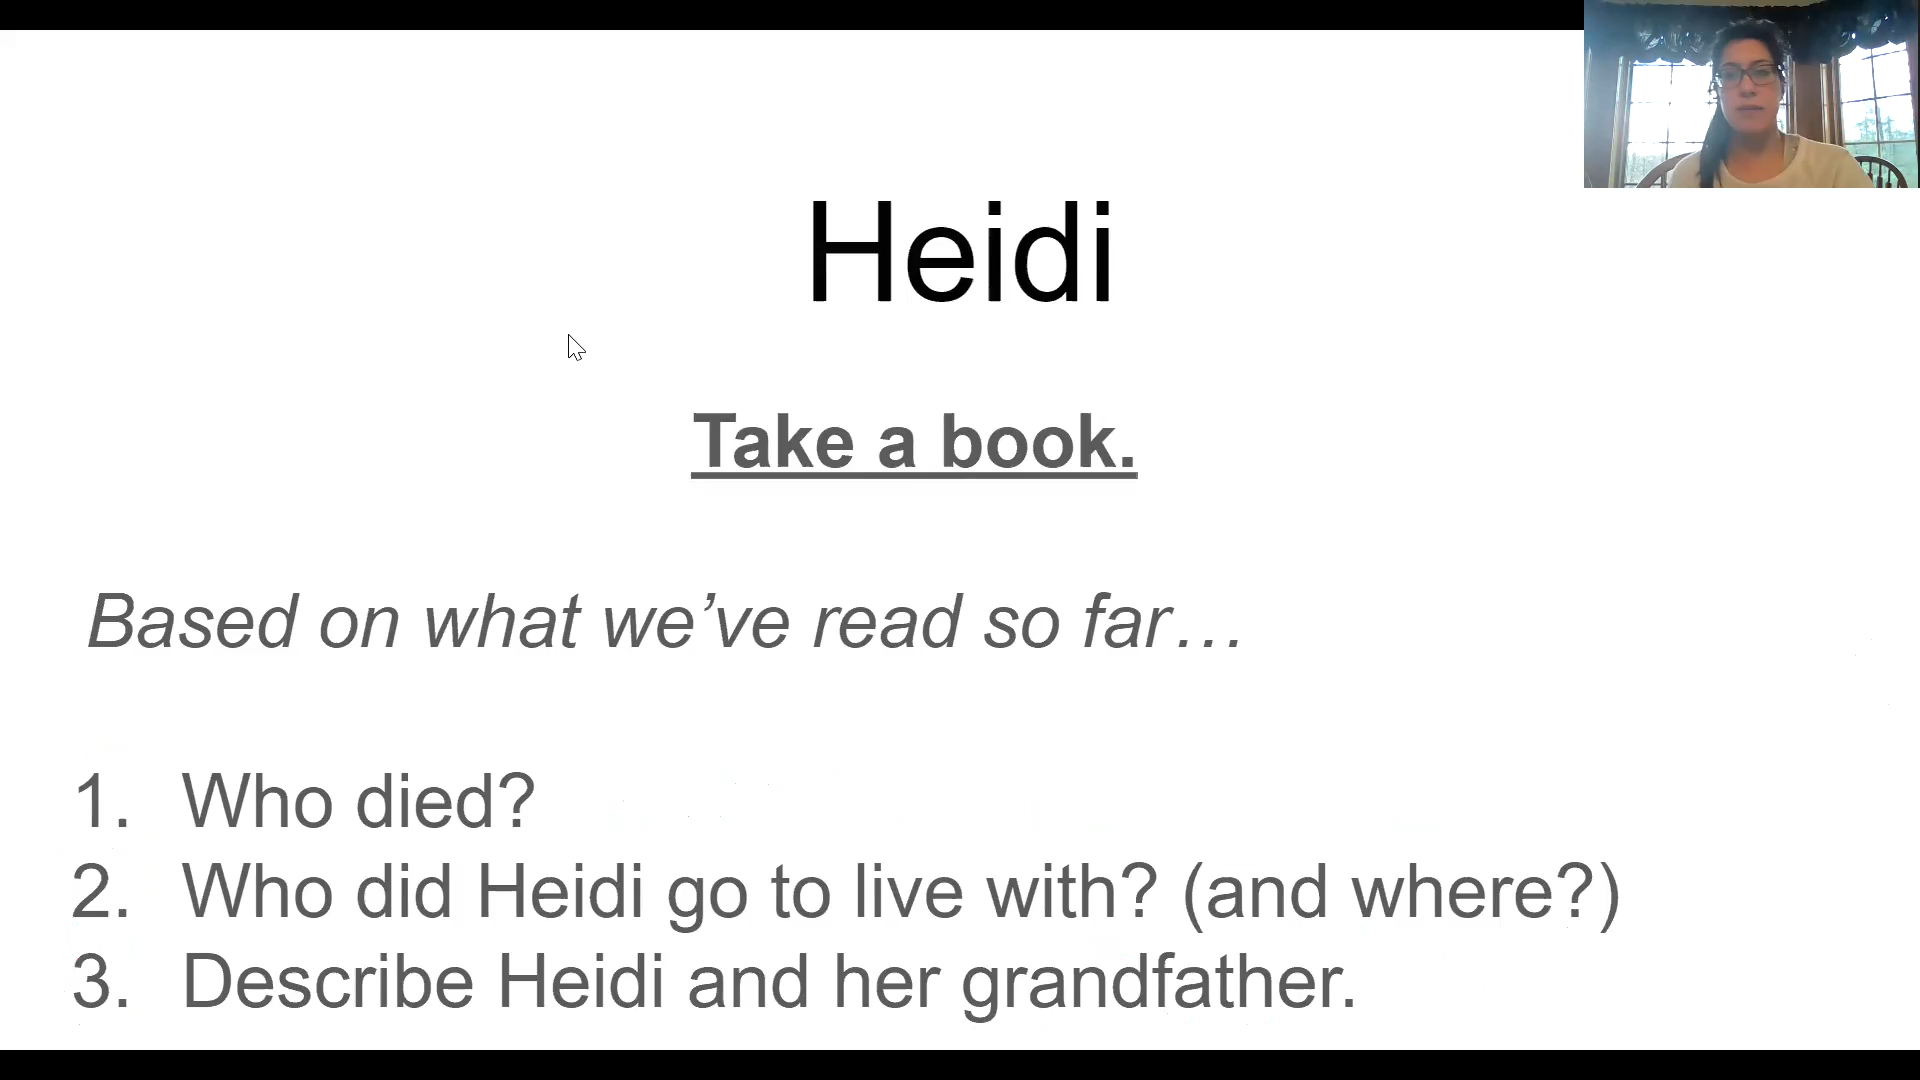 Heidi
Take a book.
Based on what we’ve read so far…
1. Who died?
2. Who did Heidi go to live with? (and where?)
3. Describe Heidi and her grandfather.